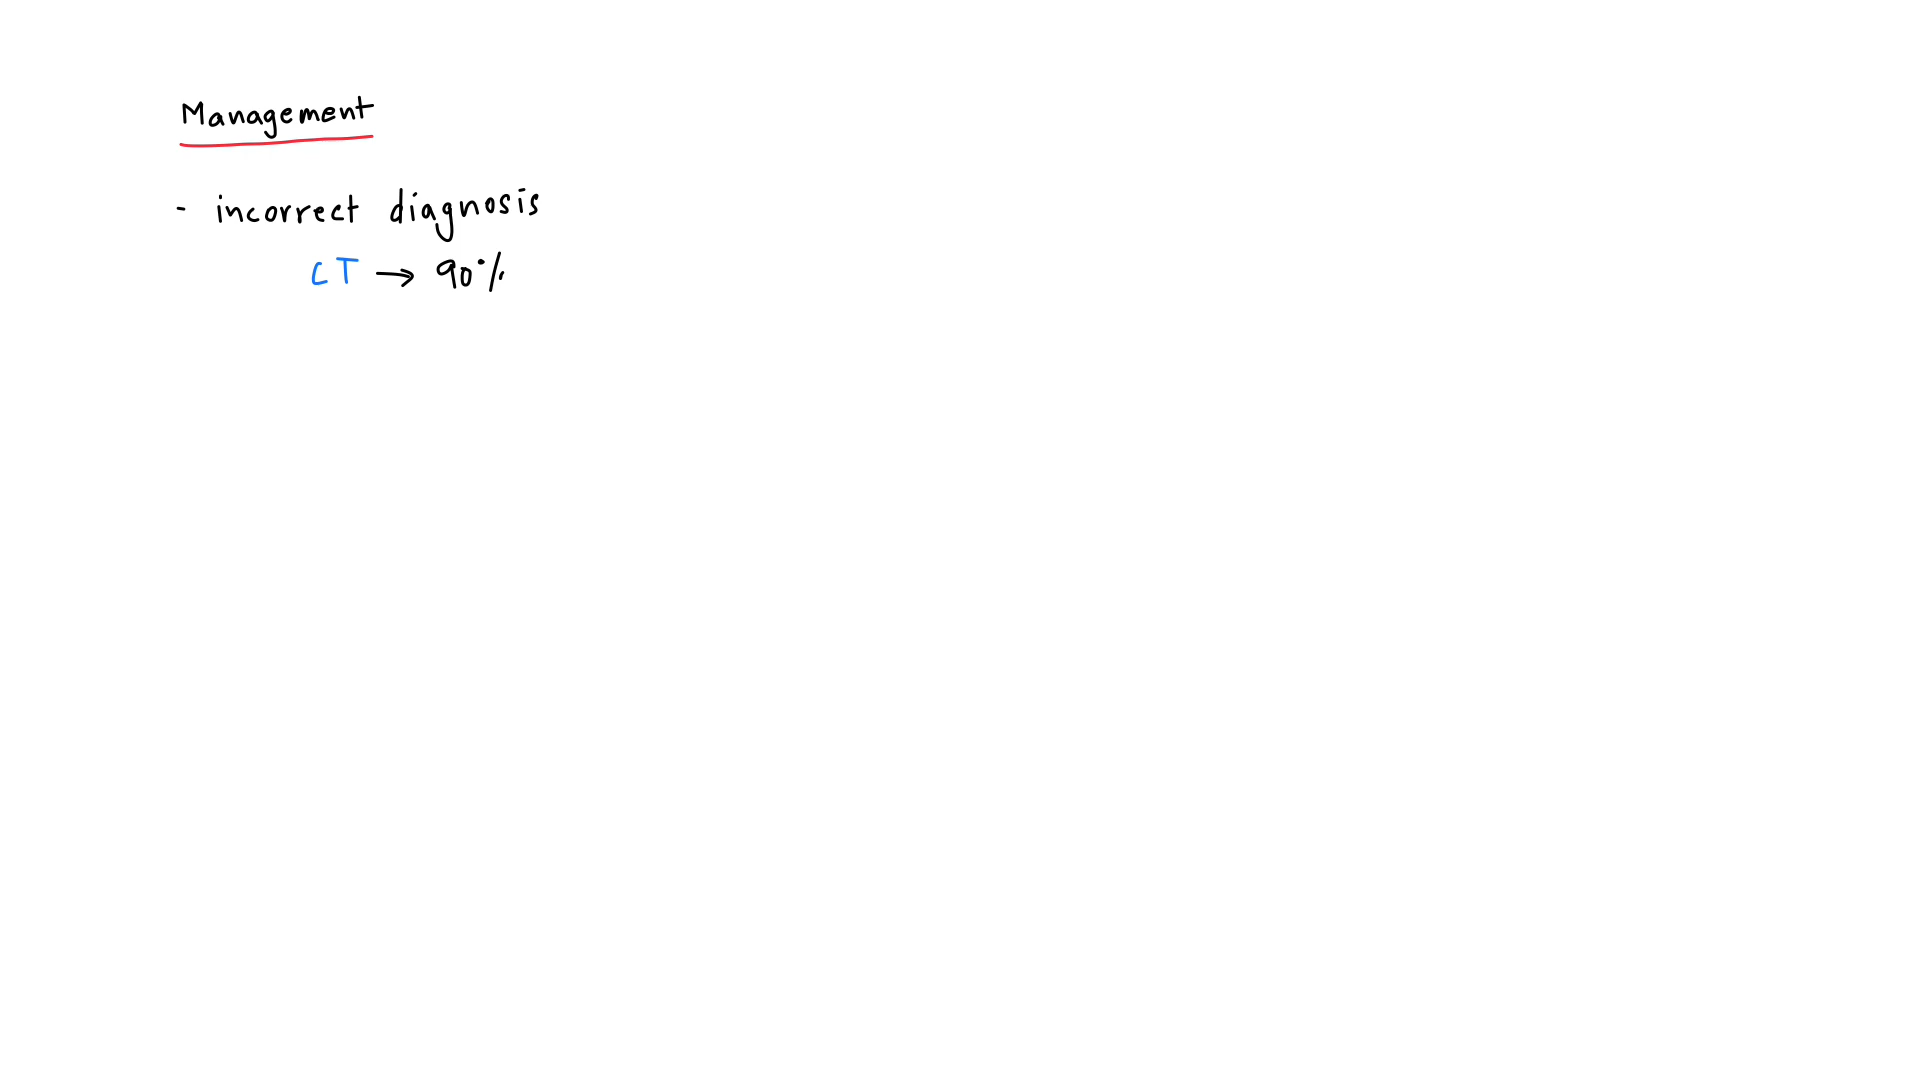 Management
- incorrect diagnosis
CT → 90%